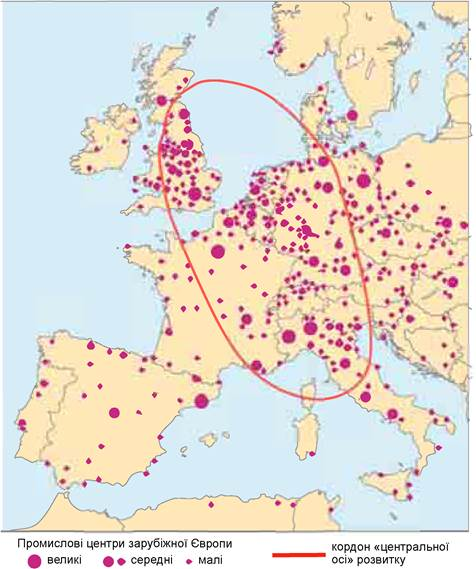 Промислові центри зарубіжної Європи
великі середні малі
кордон «центральної
осі» розвитку